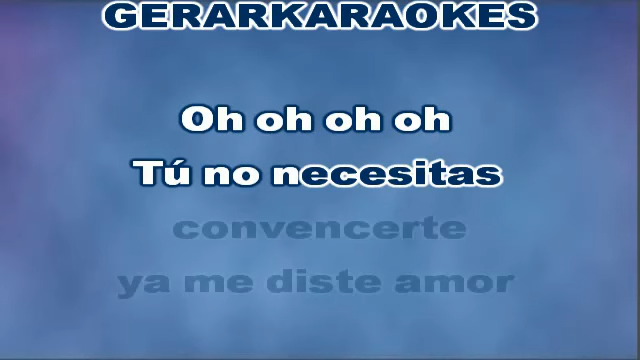 GERARKARAOKES
Oh oh oh oh
Tú no necesitas
convencerte
ya me diste amor